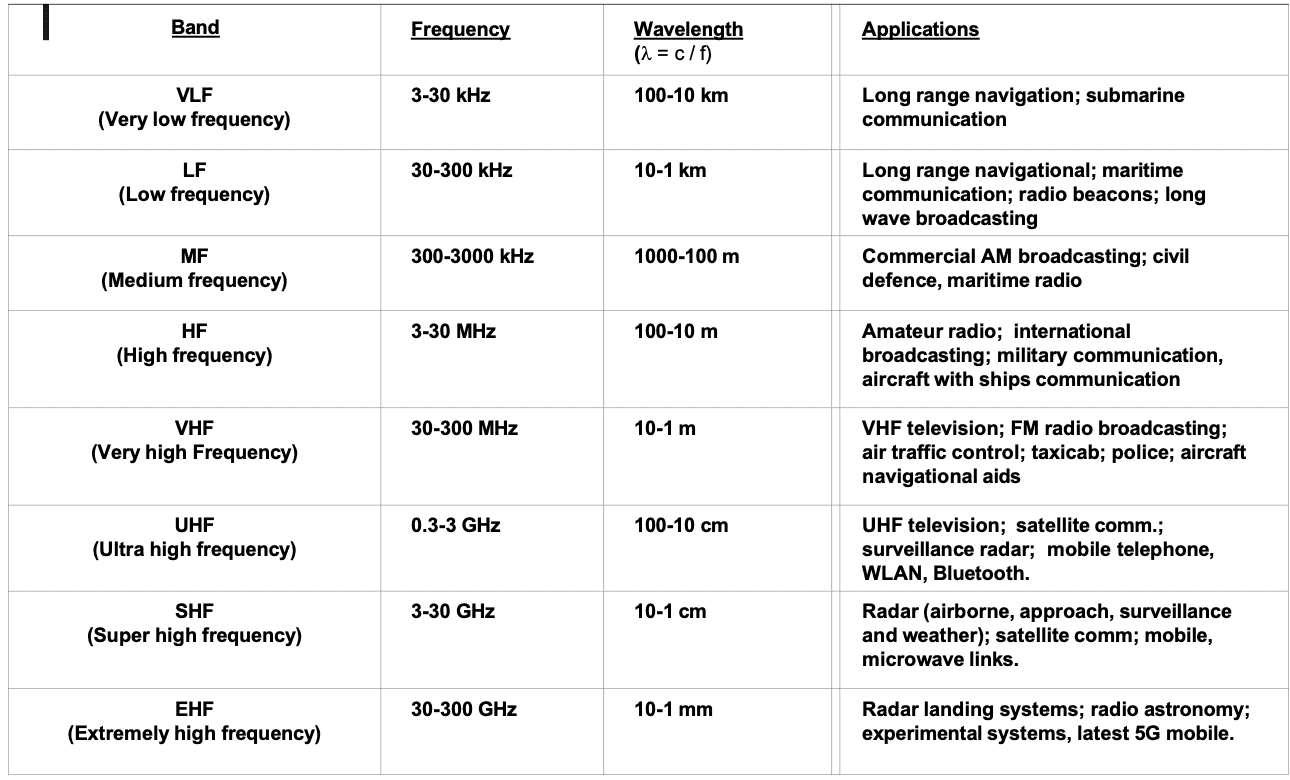 Band Frequency Wavelength Applications
(λ = c / f)
VLF 3-30 kHz 100-10 km Long range navigation; submarine
(Very low frequency) communication
LF 30-300 kHz 10-1 km Long range navigational; maritime
(Low frequency) communication; radio beacons; long
wave broadcasting
MF 300-3000 kHz 1000-100 m Commercial AM broadcasting; civil
(Medium frequency) defence, maritime radio
HF 3-30 MHz 100-10 m Amateur radio; international
(High frequency) broadcasting; military communication,
aircraft with ships communication
VHF 30-300 MHz 10-1 m VHF television; FM radio broadcasting;
(Very high Frequency) air traffic control; taxicab; police; aircraft
navigational aids
UHF 0.3-3 GHz 100-10 cm UHF television; satellite comm.;
(Ultra high frequency) surveillance radar; mobile telephone,
WLAN, Bluetooth.
SHF 3-30 GHz 10-1 cm Radar (airborne, approach, surveillance
(Super high frequency) and weather); satellite comm; mobile,
microwave links.
EHF 30-300 GHz 10-1 mm Radar landing systems; radio astronomy;
(Extremely high frequency) experimental systems, latest 5G mobile.